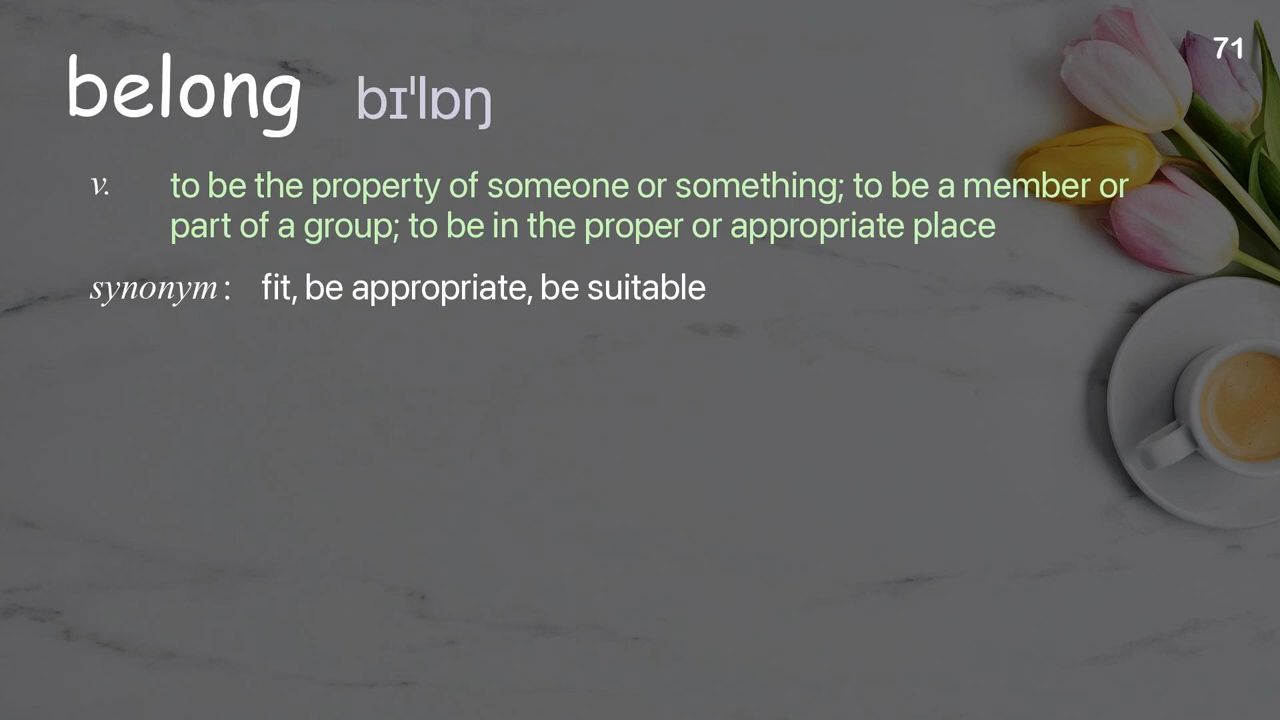 71
belong bɪˈlɒŋ
v. to be the property of someone or something; to be a member or
part of a group; to be in the proper or appropriate place
synonym : fit, be appropriate, be suitable